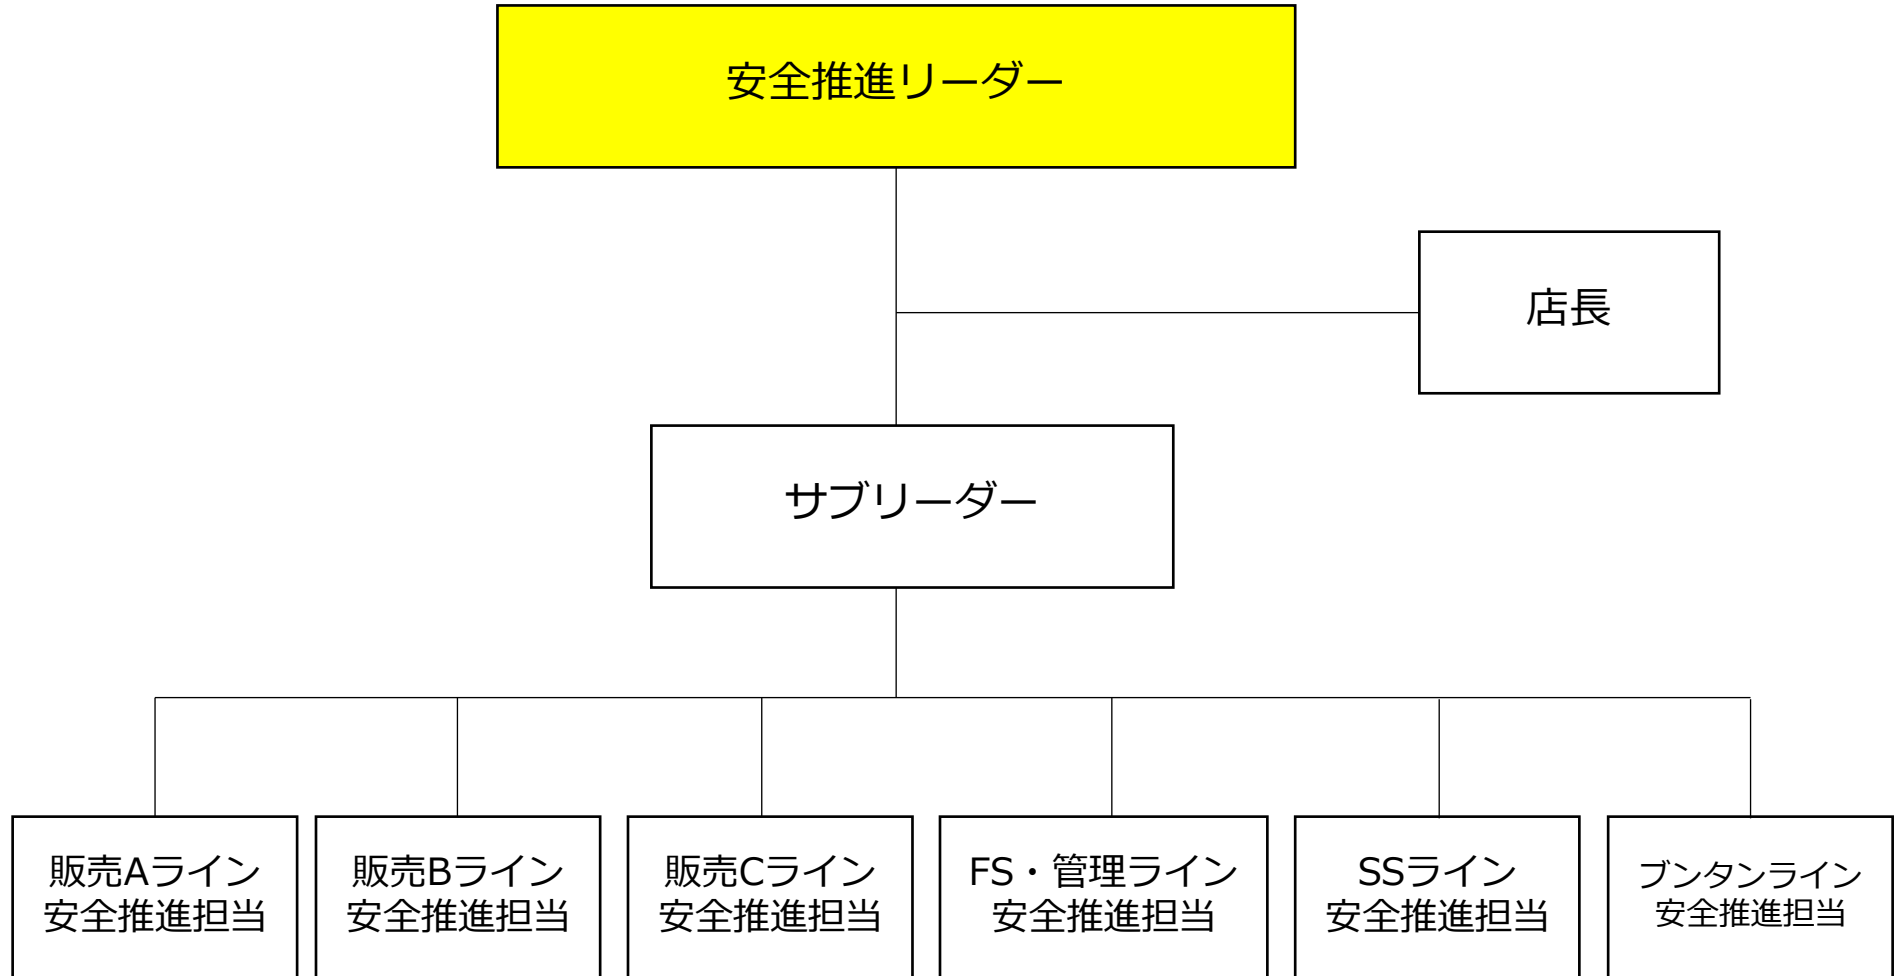 安全推進リーダー
店長
サブリーダー
販売Aライン
安全推進担当
販売Bライン
安全推進担当
販売Cライン
安全推進担当
FS・管理ライン
安全推進担当
SSライン
安全推進担当
ブンタンライン
安全推進担当